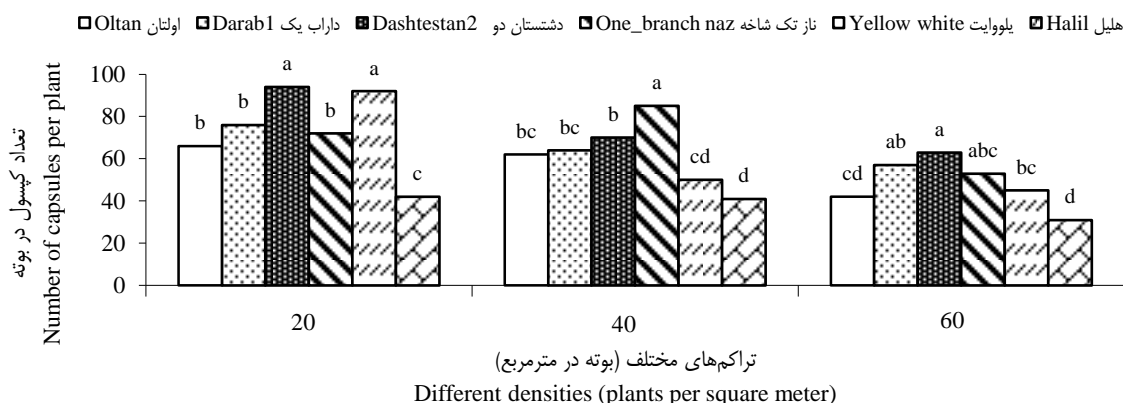 Oltan اولتان Darab1 داراب یک Dashtestan2 دشتستان دو One_branch naz ناز تک شاخه Yellow white یلووایت Halil هلیل
تعداد کپسول در بوته
Number of capsules per plant
100
80
60
40
20
0
b b a b a c
bc bc b a cd d
cd ab a abc bc d
20 40 60
تراکم‌های مختلف (بوته در مترمربع)
Different densities (plants per square meter)